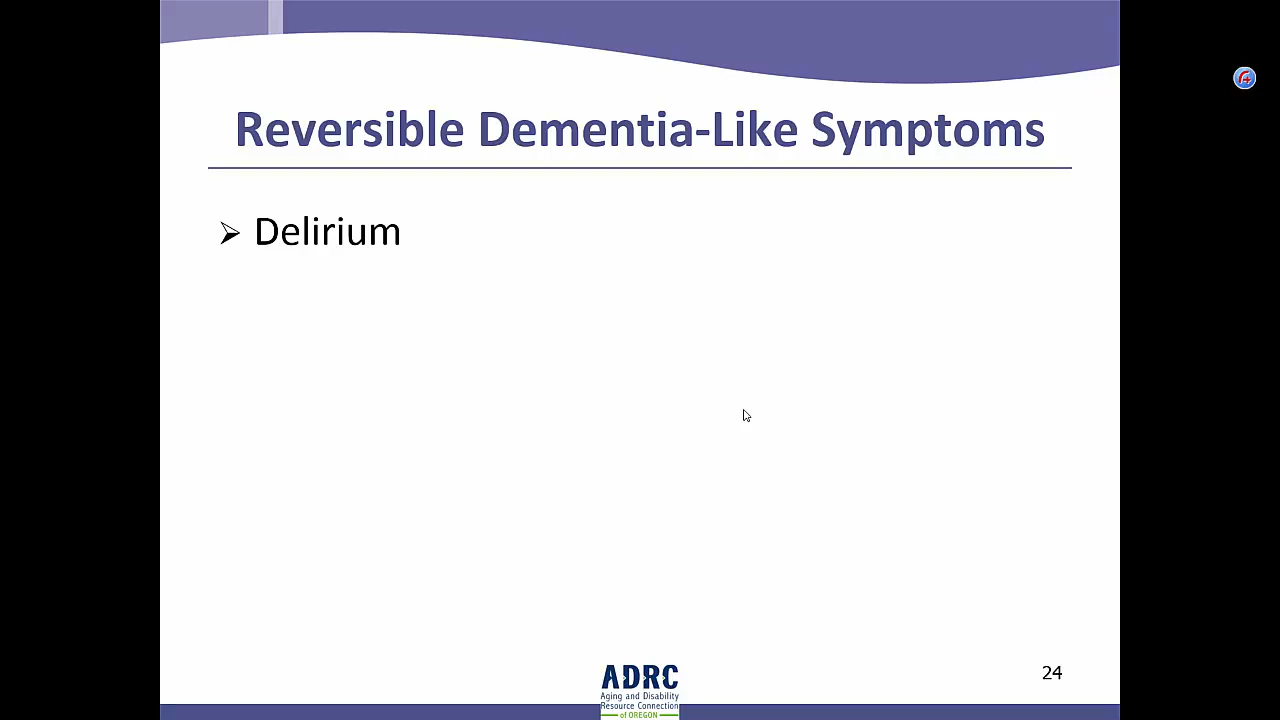 Reversible Dementia-Like Symptoms
Delirium
ADRC
Aging and Disability
Resource Connection
of OREGON
24